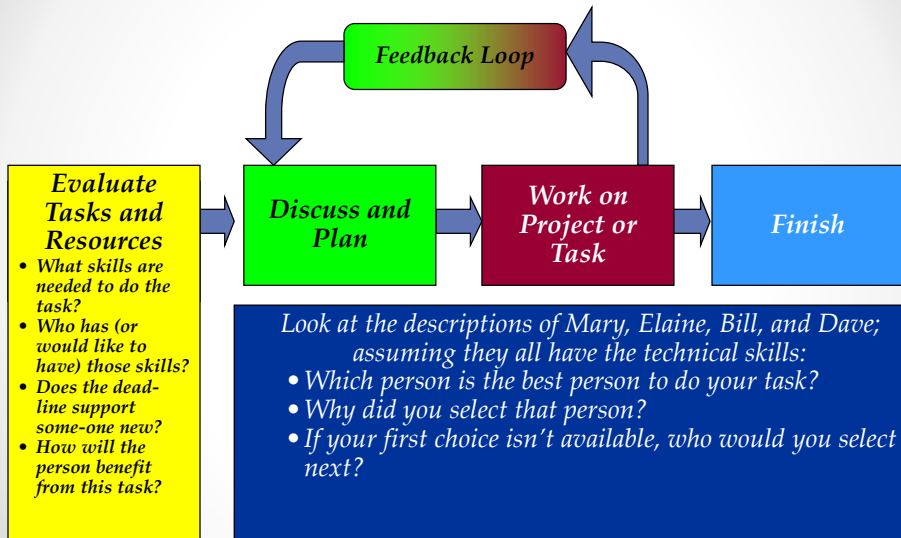 Feedback Loop
Evaluate
Tasks and
Resources
• What skills are
needed to do the
task?
• Who has (or
would like to
have) those skills?
• Does the dead-
line support
some-one new?
• How will the
person benefit
from this task?
Discuss and
Plan
Work on
Project or
Task
Finish
Look at the descriptions of Mary, Elaine, Bill, and Dave;
assuming they all have the technical skills:
• Which person is the best person to do your task?
• Why did you select that person?
• If your first choice isn't available, who would you select
next?